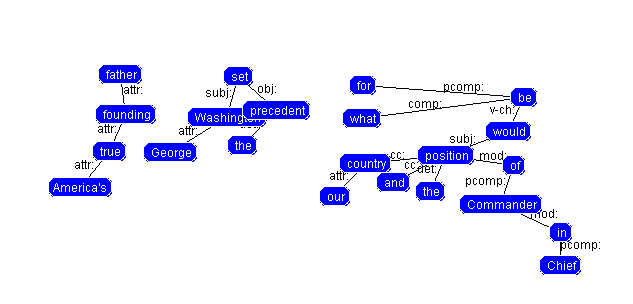 father
attr:
founding
attr:
true
attr:
America's
set
subj:
obj:
Washington
precedent
attr:
George
the
for
pcomp:
be
what
comp:
v-ch:
would
subj:
country
cc:
position
mod:
of
attr:
cc:
det:
our
and
the
pcomp:
Commander
mod:
in
pcomp:
Chief